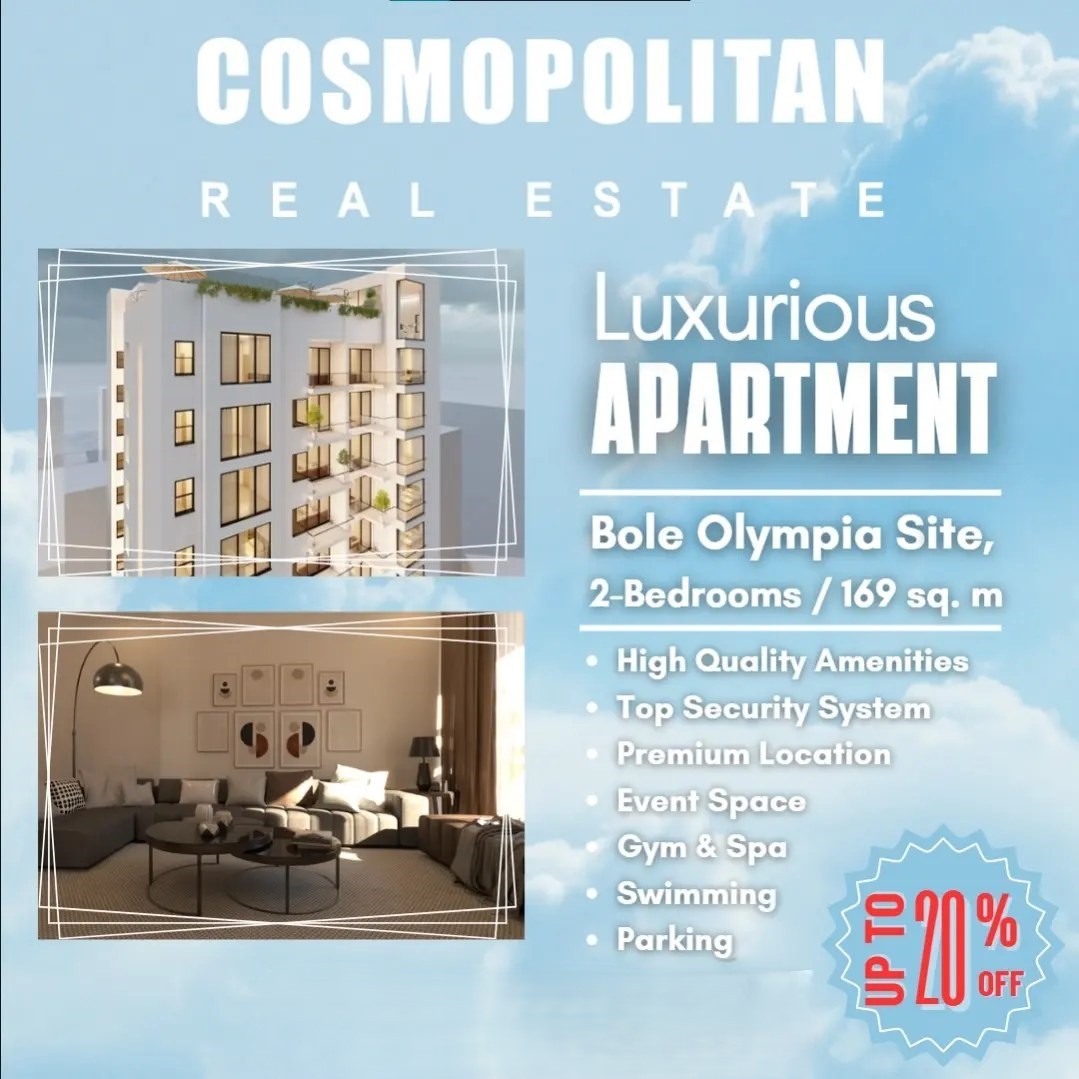 COSMOPOLITAN
REAL ESTATE
Luxurious
APARTMENT
Bole Olympia Site,
2-Bedrooms / 169 sq. m
• High Quality Amenities
• Top Security System
• Premium Location
• Event Space
• Gym & Spa
• Swimming
• Parking
UP TO
20%
OFF